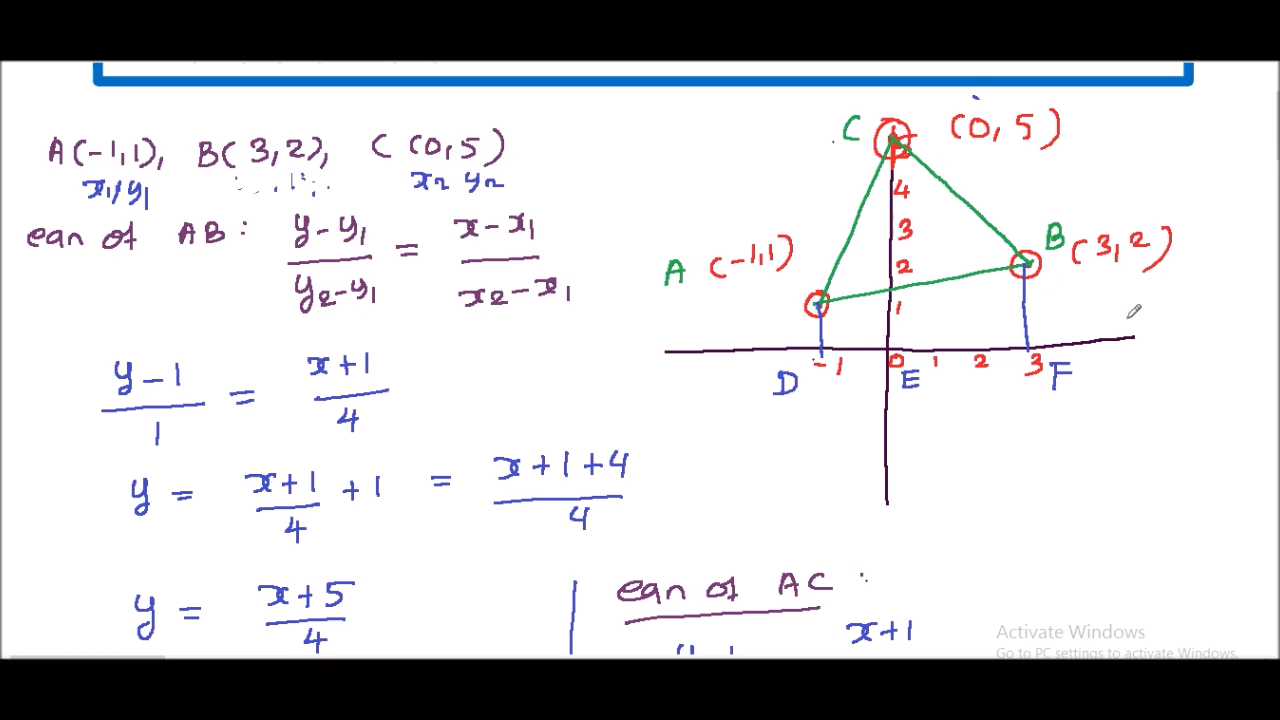 A(-1,1), B(3,2), C(0,5)
x1 y1 x2 y2
eqn of AB: y-y1 / y2-y1 = x-x1 / x2-x1
y-1 / 1 = x+1 / 4
y = x+1 / 4 + 1 = x+1+4 / 4
y = x+5 / 4
eqn of AC:
x+1
C (0,5)
4
3
B (3,2)
A (-1,1)
2
1
-1 0 1 2 3
D E F
Activate Windows
Go to PC settings to activate Windows.